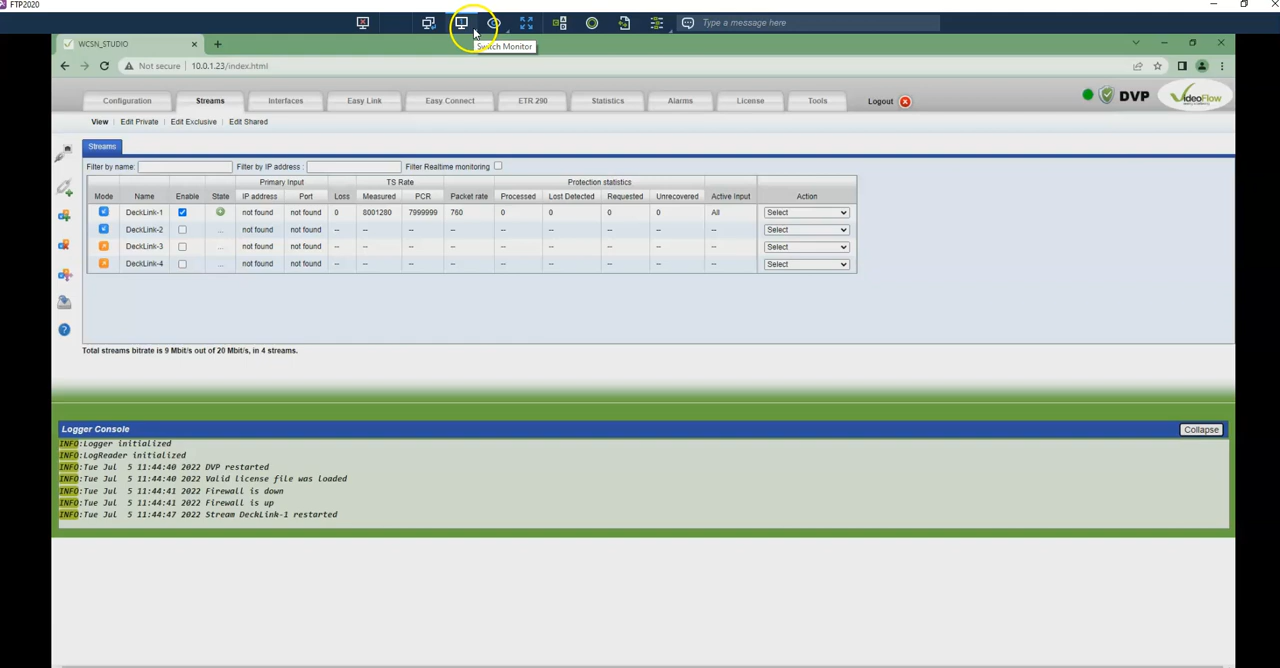 FTP2020
Type a message here
Switch Monitor
WCSN_STUDIO
Not secure 10.0.1.23/index.html
Configuration Streams Interfaces Easy Link Easy Connect ETR 290 Statistics Alarms License Tools Logout DVP VideoFlow
View Edit Private Edit Exclusive Edit Shared
Streams
Filter by name: Filter by IP address : Filter Realtime monitoring
Primary Input TS Rate Protection statistics
Mode Name Enable State IP address Port Loss Measured PCR Packet rate Processed Lost Detected Requested Unrecovered Active Input Action
DeckLink-1 not found not found 0 8001280 7999999 760 0 0 0 0 All Select
DeckLink-2 ... not found not found -- -- -- -- -- -- -- -- -- Select
DeckLink-3 ... not found not found -- -- -- -- -- -- -- -- -- Select
DeckLink-4 ... not found not found -- -- -- -- -- -- -- -- -- Select
Total streams bitrate is 9 Mbit/s out of 20 Mbit/s, in 4 streams.
Logger Console Collapse
INFO:Logger initialized
INFO:LogReader initialized
INFO:Tue Jul 5 11:44:40 2022 DVP restarted
INFO:Tue Jul 5 11:44:40 2022 Valid license file was loaded
INFO:Tue Jul 5 11:44:41 2022 Firewall is down
INFO:Tue Jul 5 11:44:41 2022 Firewall is up
INFO:Tue Jul 5 11:44:47 2022 Stream DeckLink-1 restarted